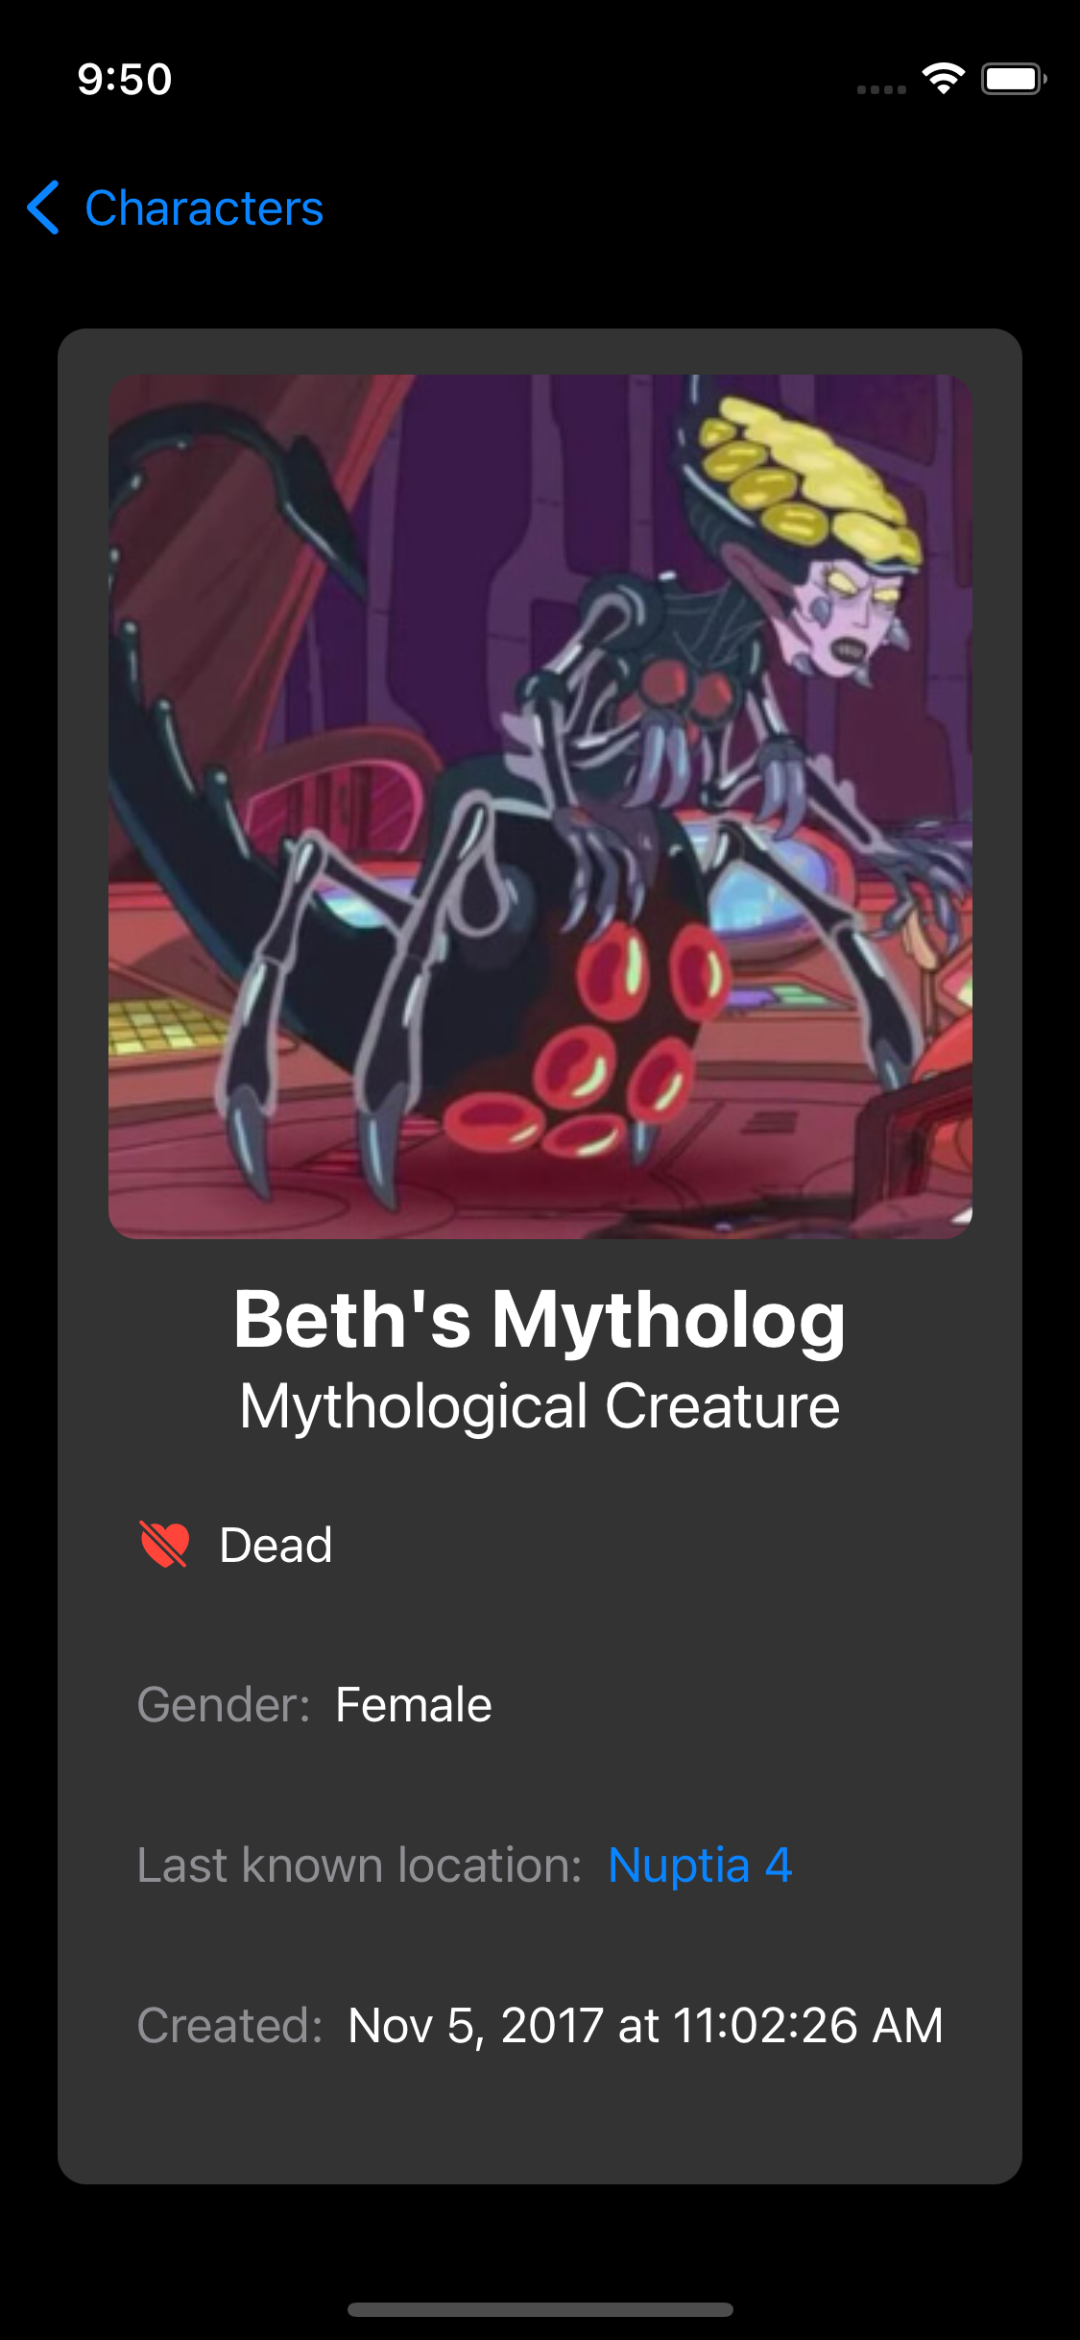 9:50
Characters
Beth's Mytholog
Mythological Creature
Dead
Gender: Female
Last known location: Nuptia 4
Created: Nov 5, 2017 at 11:02:26 AM